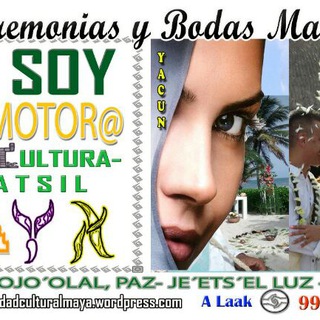 remonias y Bodas Ma
SOY
YACUN
MOTOR@
CULTURA-
ATSIL
OJO´OLAL, PAZ- JE´ETS´EL LUZ -
dadculturalmaya.wordpress.com
A Laak
99